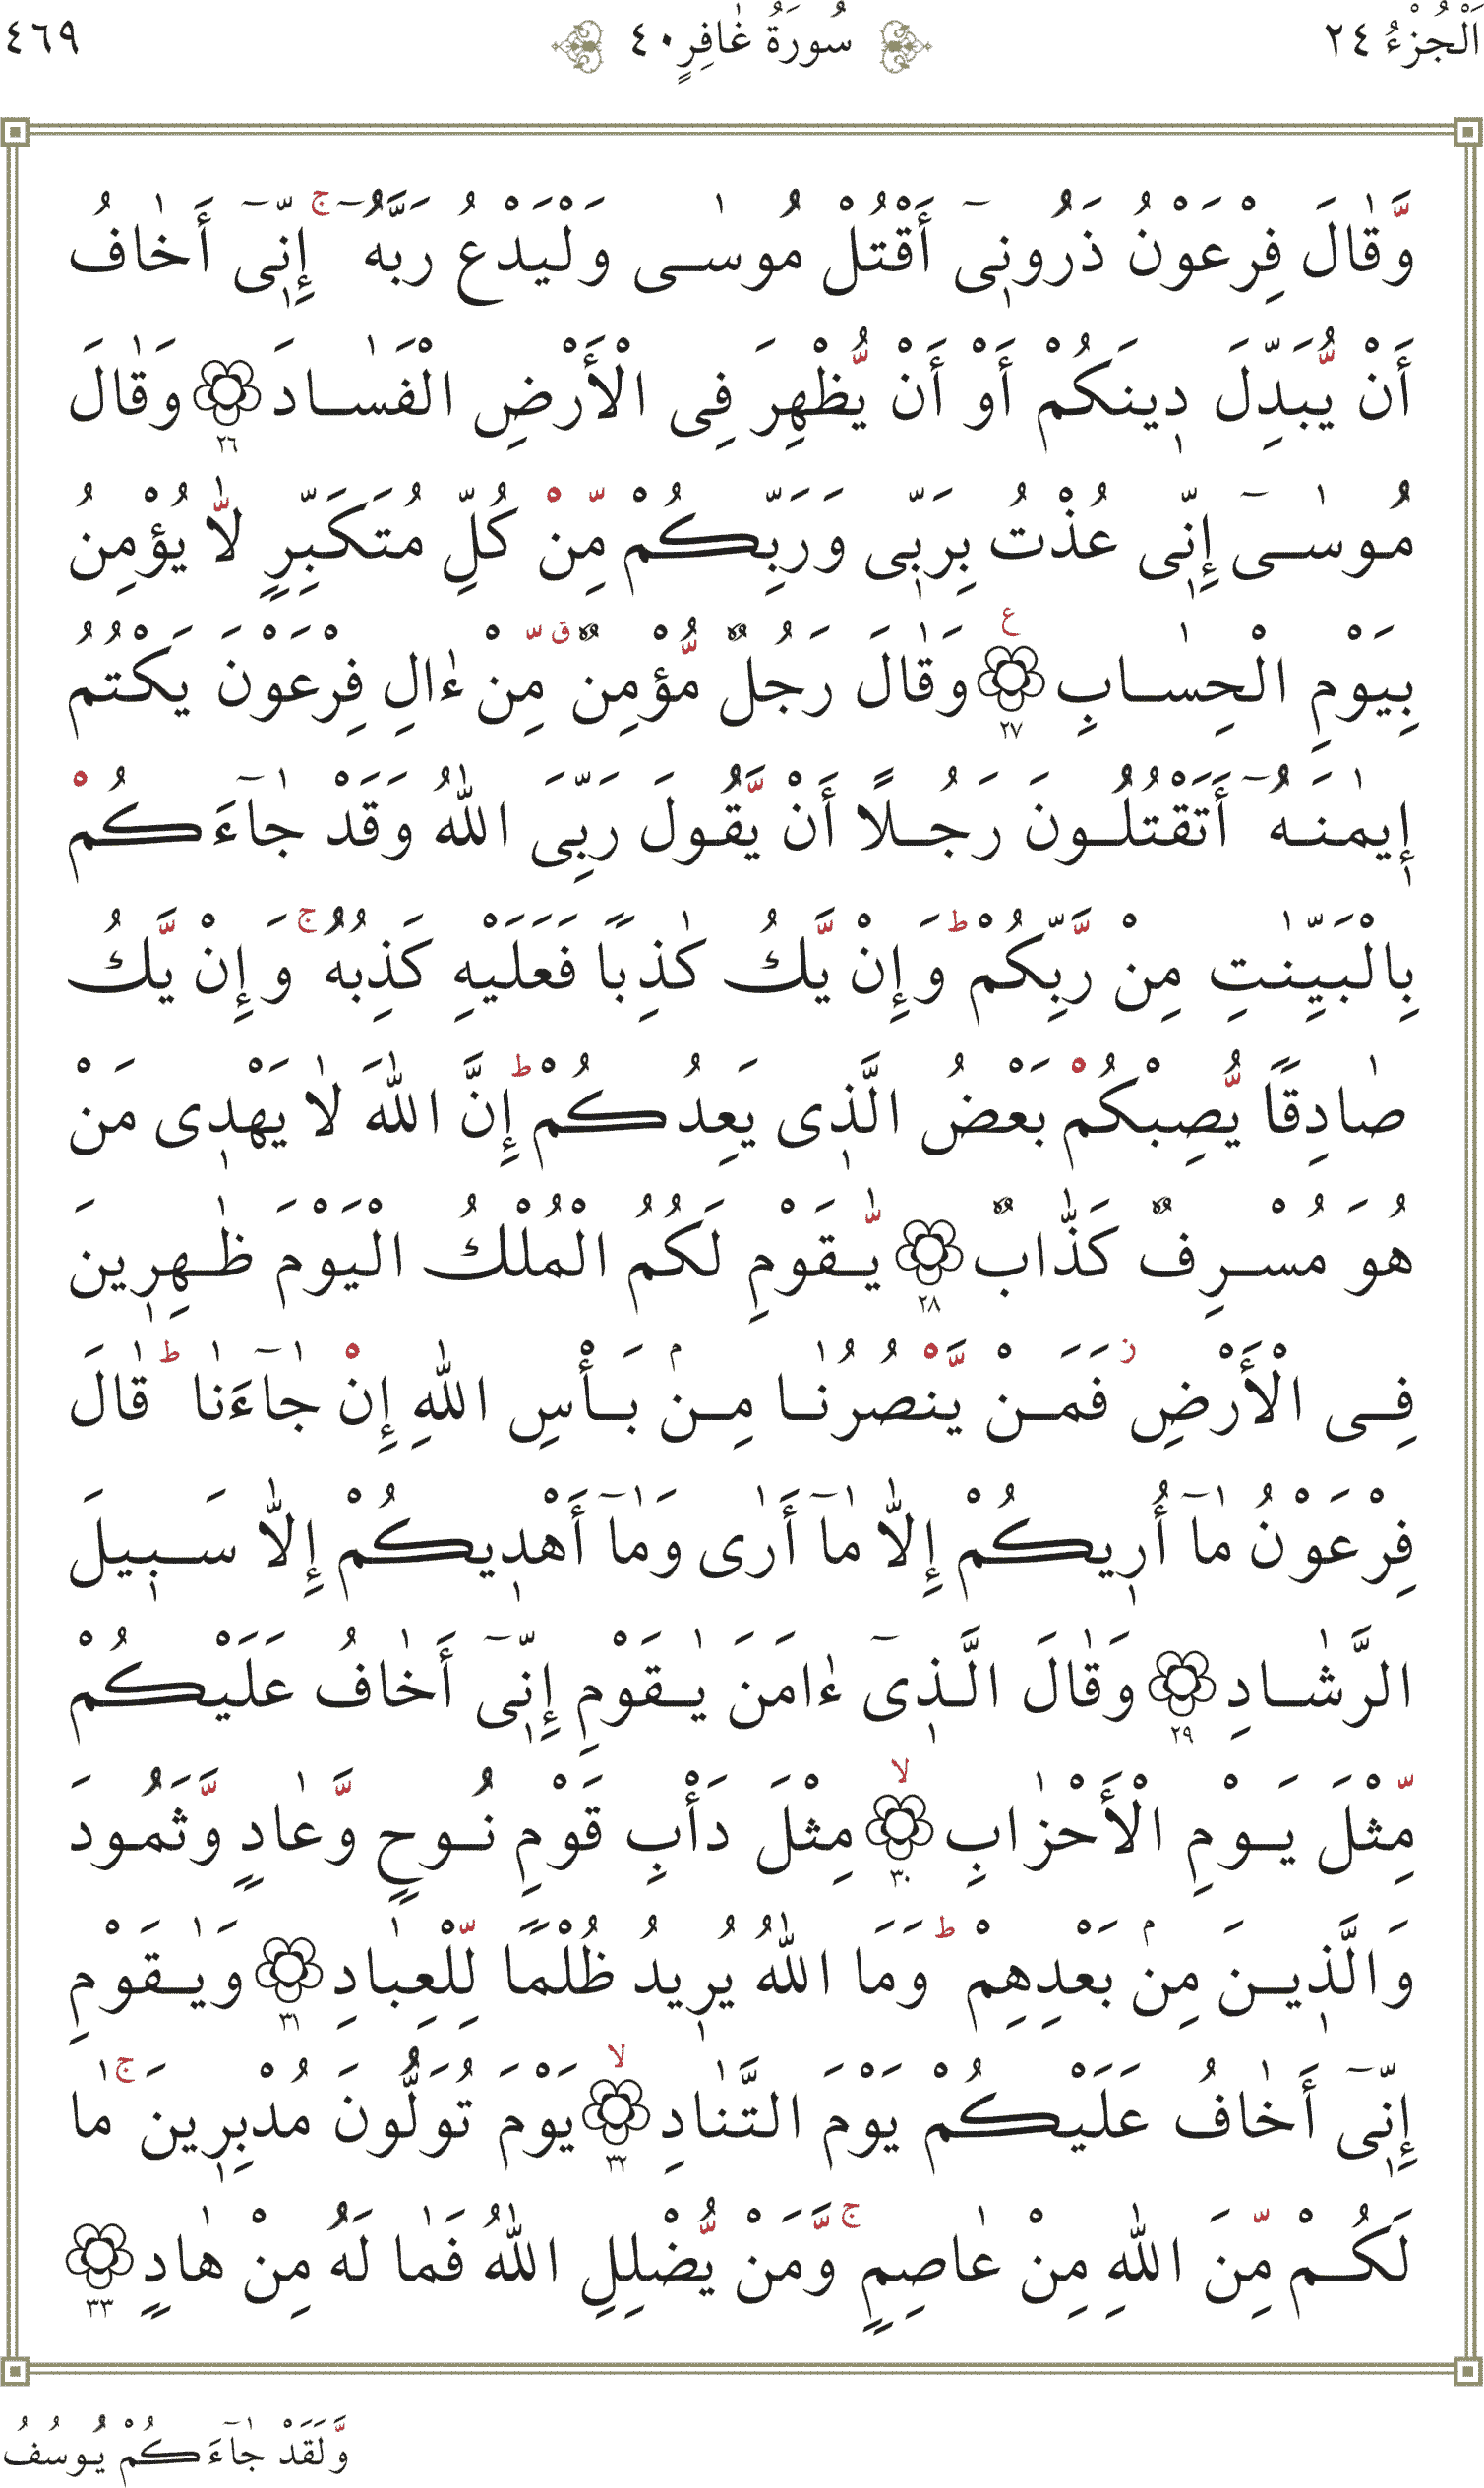 اَلْجُزْءُ ٢٤ سُورَةُ غَافِرٍ ٤٠ ٤٦٩
وَّقَالَ فِرْعَوْنُ ذَرُونِىٓ أَقْتُلْ مُوسٰى وَلْيَدْعُ رَبَّهُٓ ۚ إِنِّىٓ أَخَافُ
أَنْ يُّبَدِّلَ دِينَكُمْ أَوْ أَنْ يُّظْهِرَ فِى الْأَرْضِ الْفَسَادَ ٢٦ وَقَالَ
مُوسٰىٓ إِنِّى عُذْتُ بِرَبِّى وَرَبِّكُمْ مِّنْ كُلِّ مُتَكَبِّرٍ لَّا يُؤْمِنُ
بِيَوْمِ الْحِسَابِ ٢٧ ع وَقَالَ رَجُلٌ مُّؤْمِنٌ ق مِّنْ ءَالِ فِرْعَوْنَ يَكْتُمُ
إِيمٰنَهُٓ أَتَقْتُلُونَ رَجُلًا أَنْ يَّقُولَ رَبِّىَ اللّٰهُ وَقَدْ جَآءَكُمْ
بِالْبَيِّنٰتِ مِنْ رَّبِّكُمْ ط وَإِنْ يَّكُ كٰذِبًا فَعَلَيْهِ كَذِبُهُ ۚ وَإِنْ يَّكُ
صَادِقًا يُّصِبْكُمْ بَعْضُ الَّذِى يَعِدُكُمْ ط إِنَّ اللّٰهَ لَا يَهْدِى مَنْ
هُوَ مُسْرِفٌ كَذَّابٌ ٢٨ يّٰقَوْمِ لَكُمُ الْمُلْكُ الْيَوْمَ ظٰهِرِينَ
فِى الْأَرْضِ ز فَمَنْ يَّنْصُرُنَا مِنۢ بَأْسِ اللّٰهِ إِنْ جَآءَنَا ط قَالَ
فِرْعَوْنُ مَآ أُرِيكُمْ إِلَّا مَآ أَرٰى وَمَآ أَهْدِيكُمْ إِلَّا سَبِيلَ
الرَّشَادِ ٢٩ وَقَالَ الَّذِىٓ ءَامَنَ يٰقَوْمِ إِنِّىٓ أَخَافُ عَلَيْكُمْ
مِّثْلَ يَوْمِ الْأَحْزَابِ ٣٠ لا مِثْلَ دَأْبِ قَوْمِ نُوحٍ وَّعَادٍ وَّثَمُودَ
وَالَّذِينَ مِنۢ بَعْدِهِمْ ط وَمَا اللّٰهُ يُرِيدُ ظُلْمًا لِّلْعِبَادِ ٣١ وَيٰقَوْمِ
إِنِّىٓ أَخَافُ عَلَيْكُمْ يَوْمَ التَّنَادِ ٣٢ لا يَوْمَ تُوَلُّونَ مُدْبِرِينَ ۚ مَا
لَكُمْ مِّنَ اللّٰهِ مِنْ عَاصِمٍ ۚ وَّمَنْ يُّضْلِلِ اللّٰهُ فَمَا لَهُ مِنْ هَادٍ ٣٣
وَّلَقَدْ جَآءَكُمْ يُوسُفُ